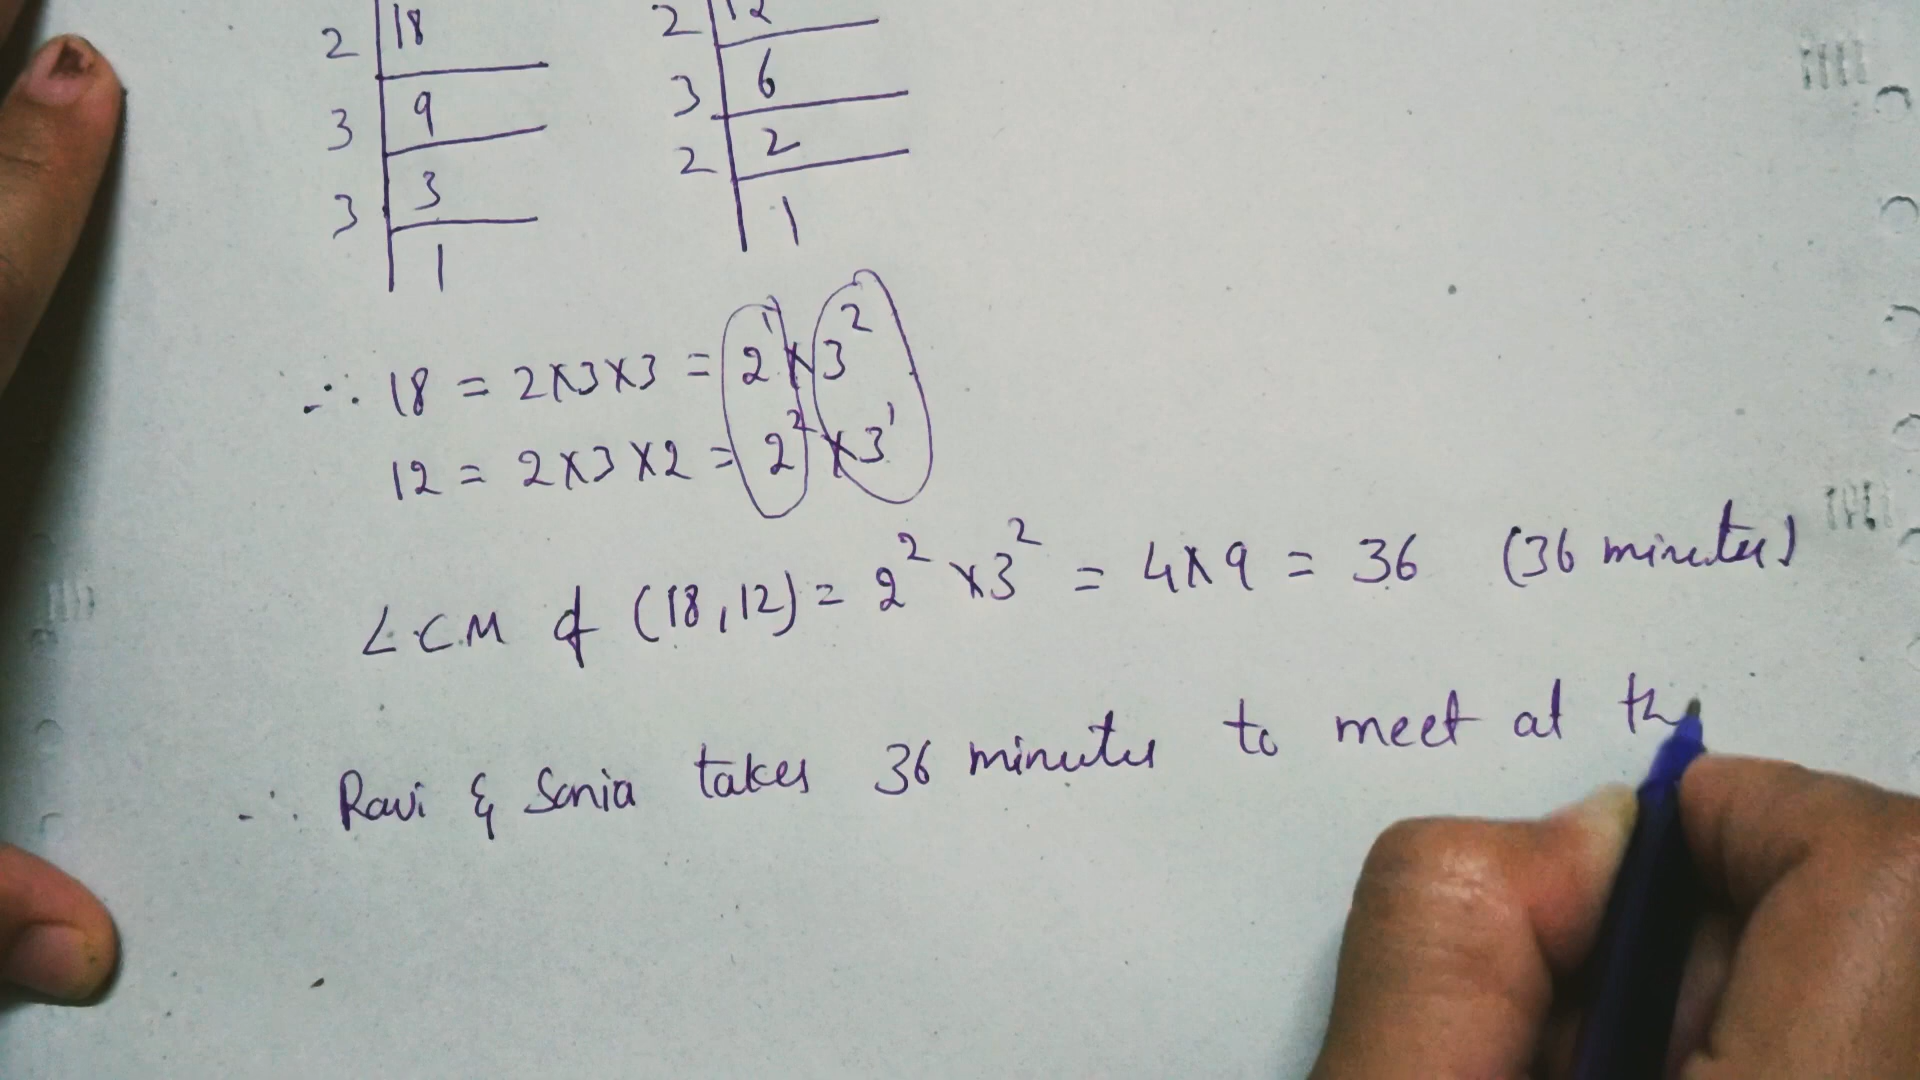 2 18
3 9
3 3
1
2 12
3 6
2 2
1
∴ 18 = 2×3×3 = 2¹×3²
12 = 2×3×2 = 2²×3¹
LCM of (18,12) = 2²×3² = 4×9 = 36 (36 minutes)
∴ Ravi & Sonia takes 36 minutes to meet at th